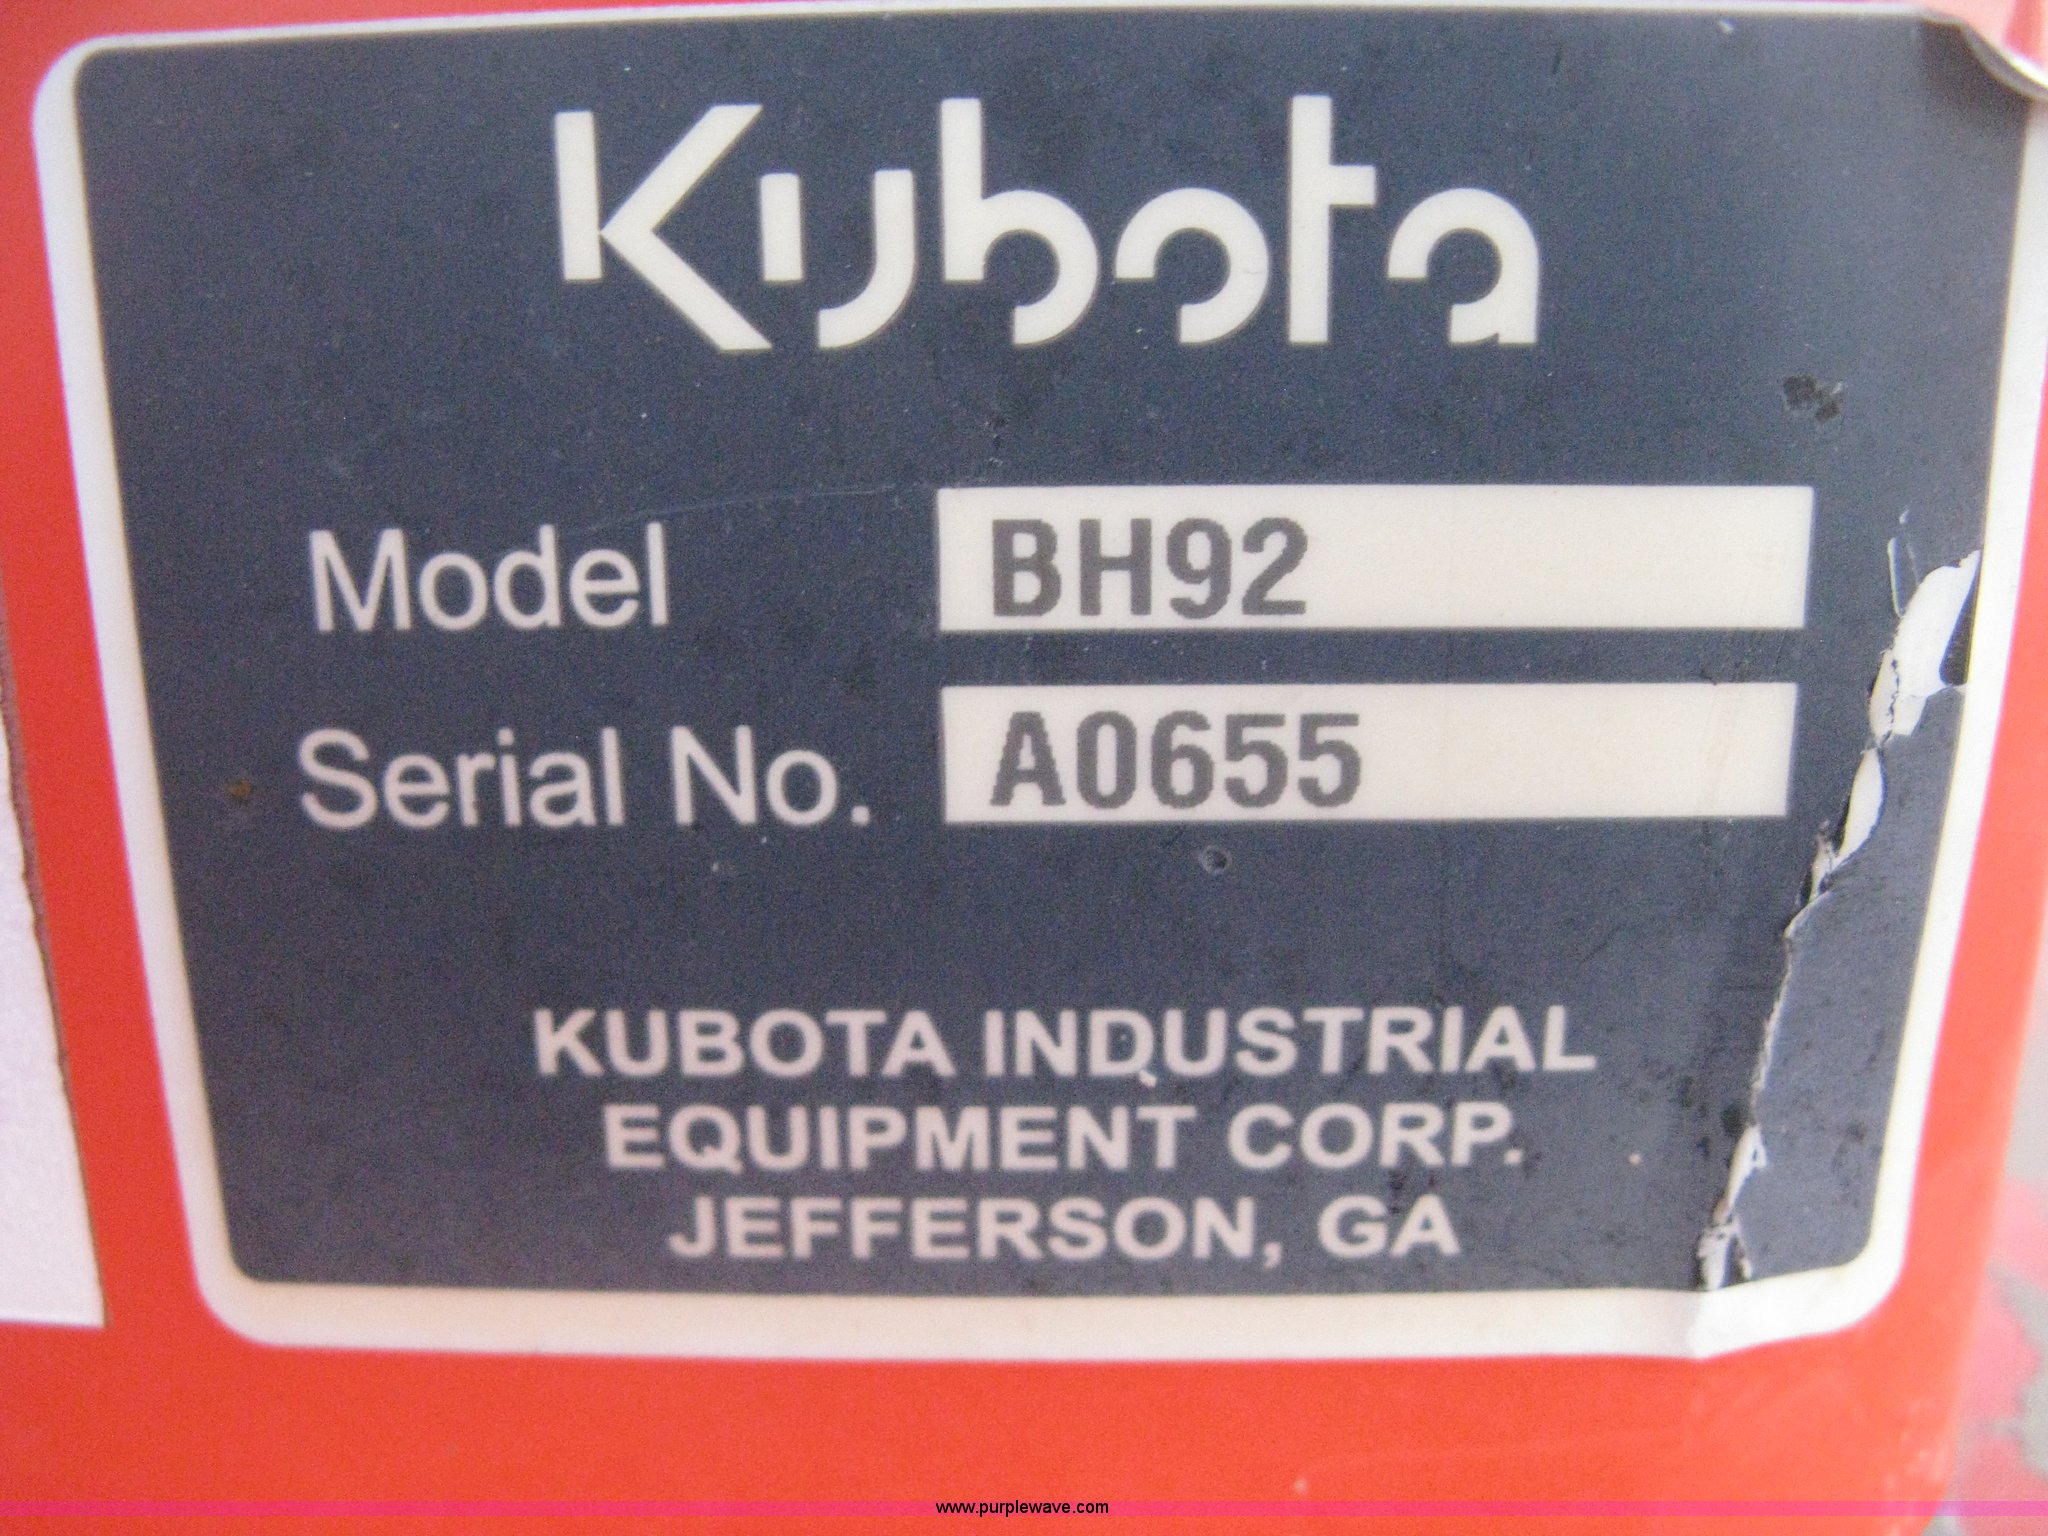 Kubota
Model BH92
Serial No. A0655
KUBOTA INDUSTRIAL
EQUIPMENT CORP.
JEFFERSON, GA
www.purplewave.com